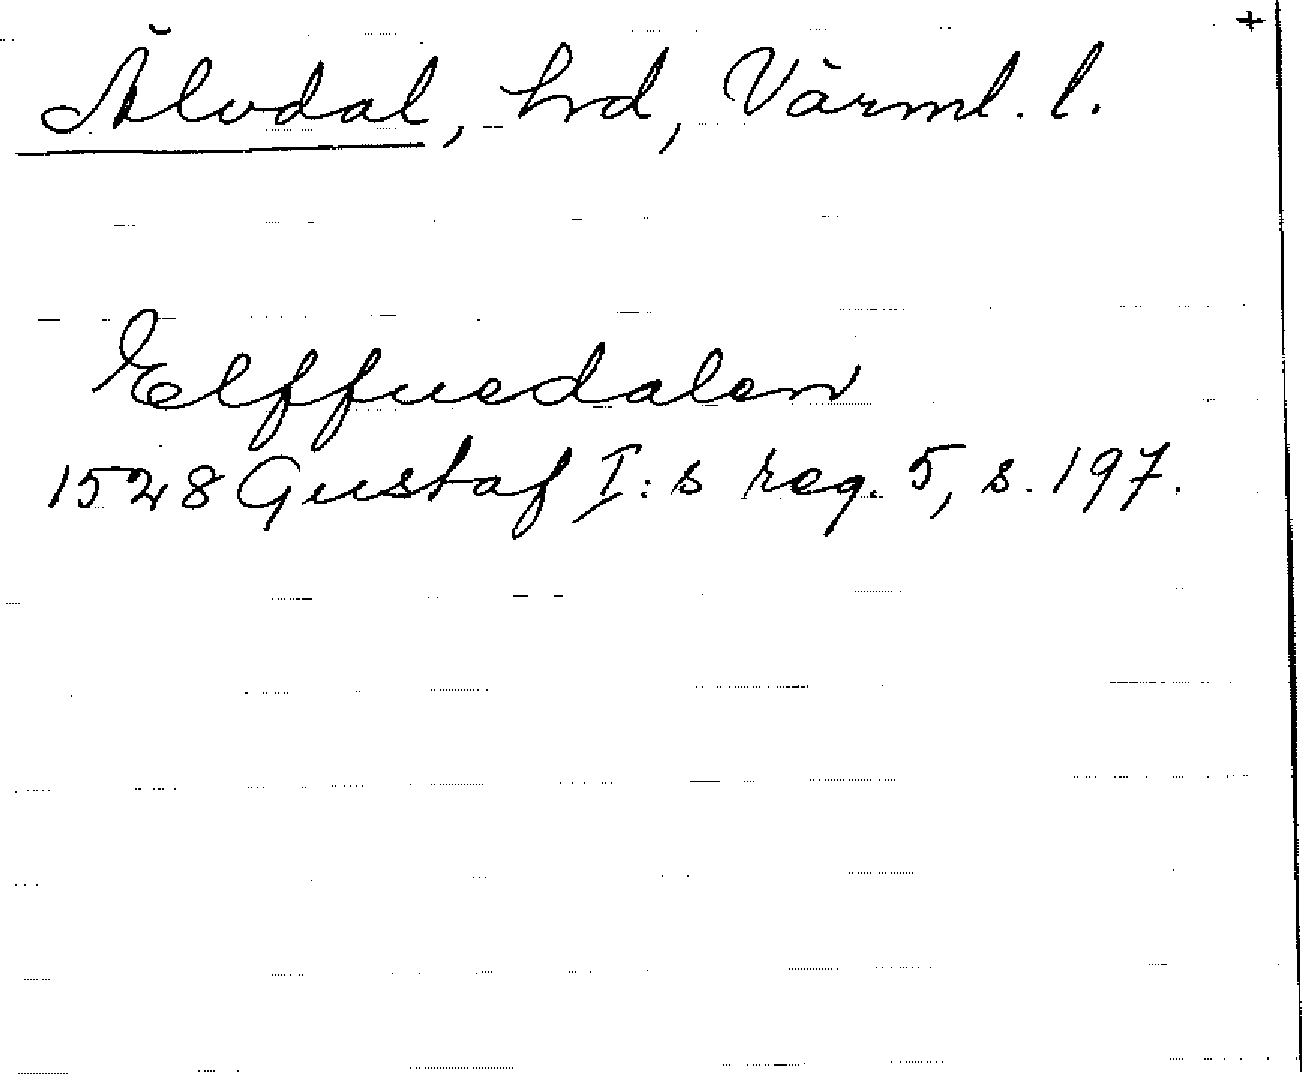 +
Älvdal, hd, Värml. l.
Elffuedalen
1528 Gustaf I:s reg. 5, s. 197.